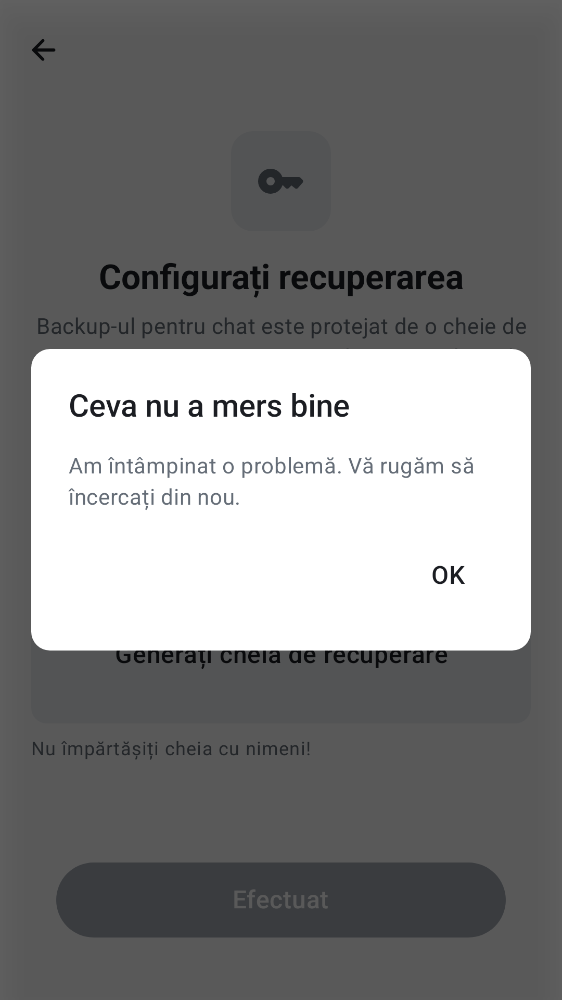 Configurați recuperarea
Backup-ul pentru chat este protejat de o cheie de
Ceva nu a mers bine
Am întâmpinat o problemă. Vă rugăm să
încercați din nou.
OK
Generați cheia de recuperare
Nu împărtășiți cheia cu nimeni!
Efectuat